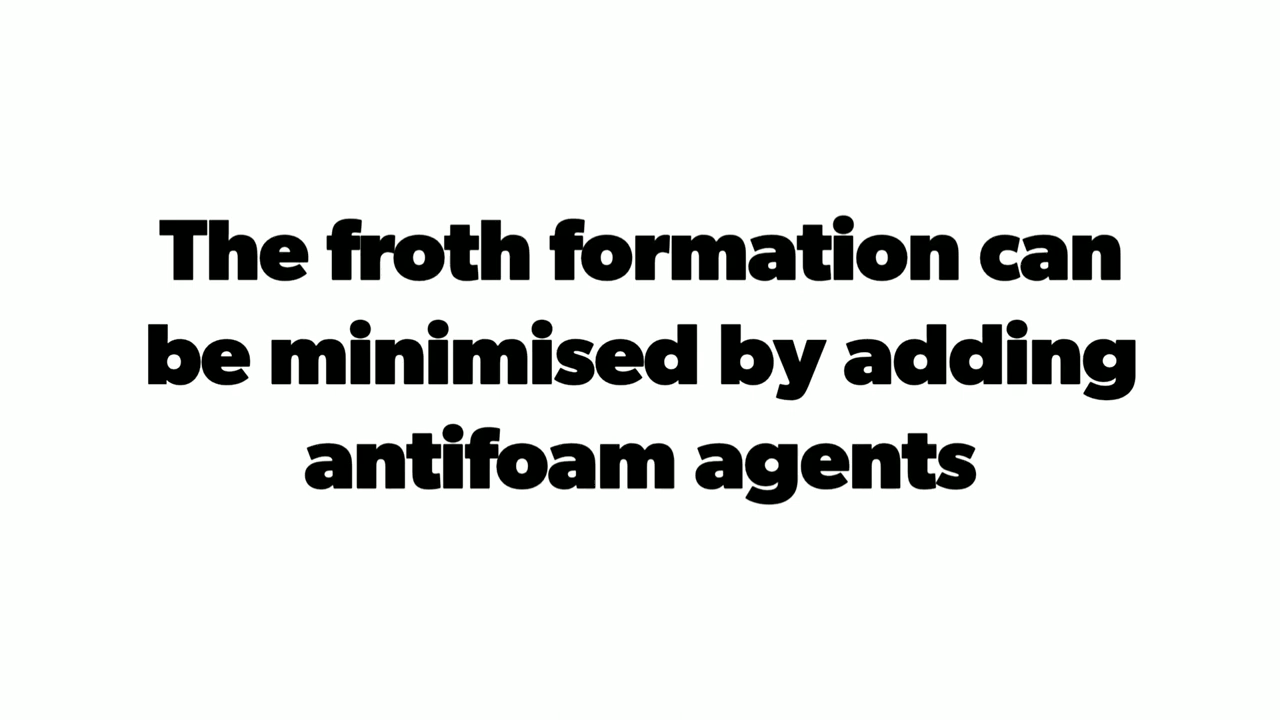 The froth formation can
be minimised by adding
antifoam agents